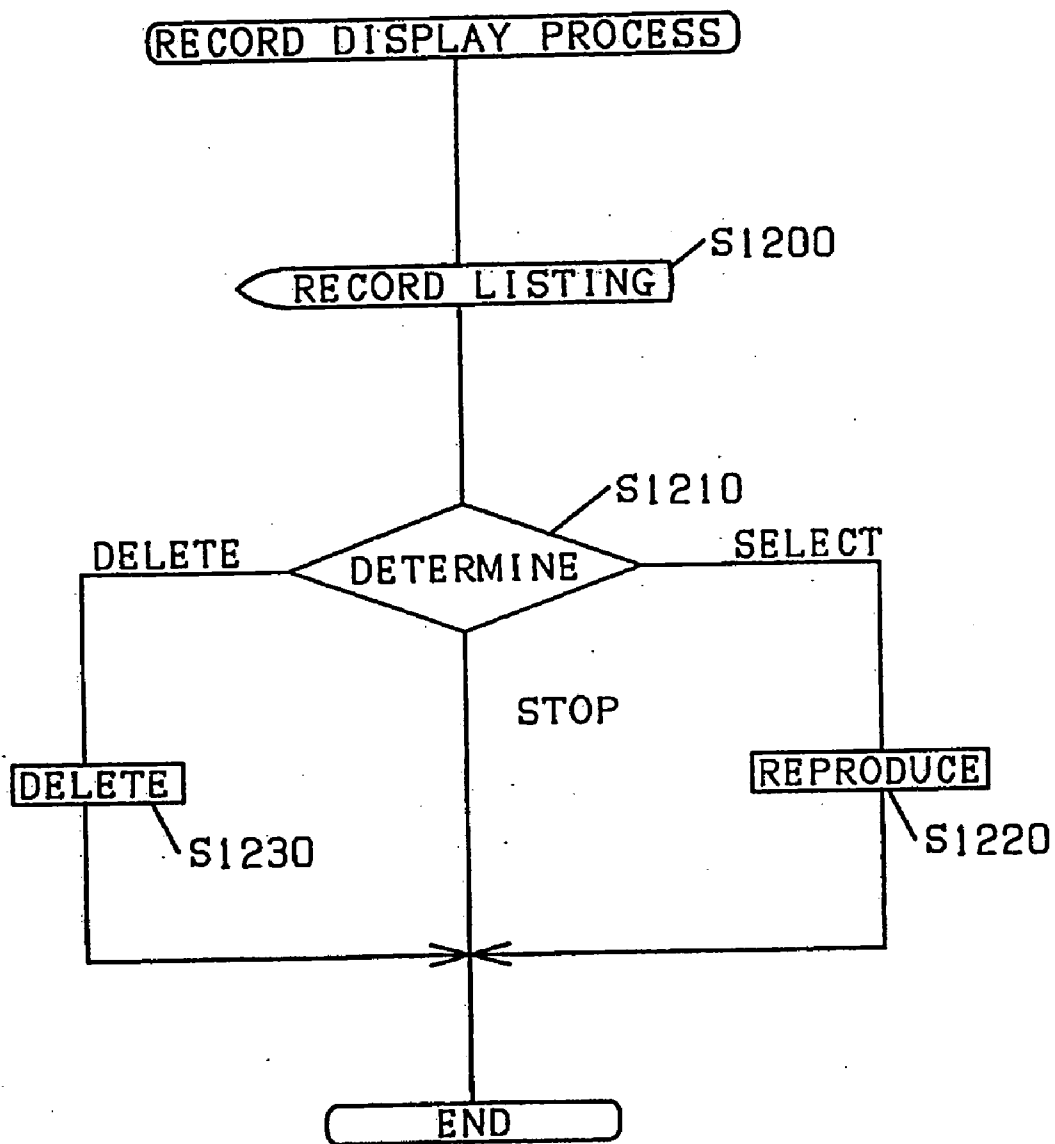 RECORD DISPLAY PROCESS
S1200
RECORD LISTING
S1210
DELETE
DETERMINE
SELECT
STOP
DELETE
REPRODUCE
S1230
S1220
END